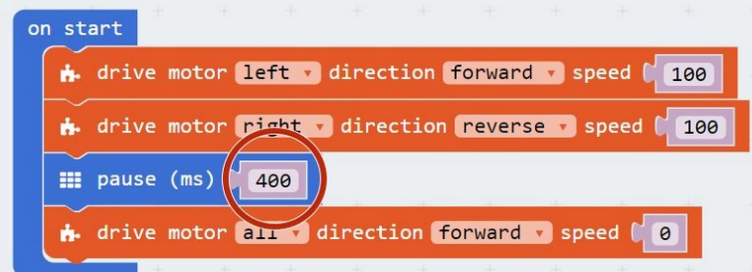 on start
drive motor left direction forward speed 100
drive motor right direction reverse speed 100
pause (ms) 400
drive motor all direction forward speed 0